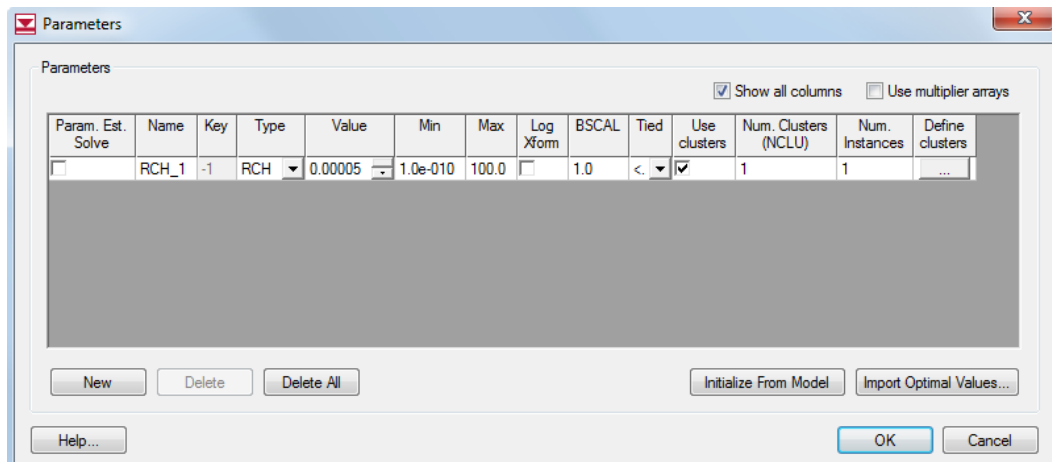 Parameters
X
Parameters
Show all columns Use multiplier arrays
Param. Est. Solve Name Key Type Value Min Max Log Xform BSCAL Tied Use clusters Num. Clusters (NCLU) Num. Instances Define clusters
RCH_1 -1 RCH 0.00005 1.0e-010 100.0 1.0 <. 1 1 ...
New Delete Delete All Initialize From Model Import Optimal Values...
Help... OK Cancel